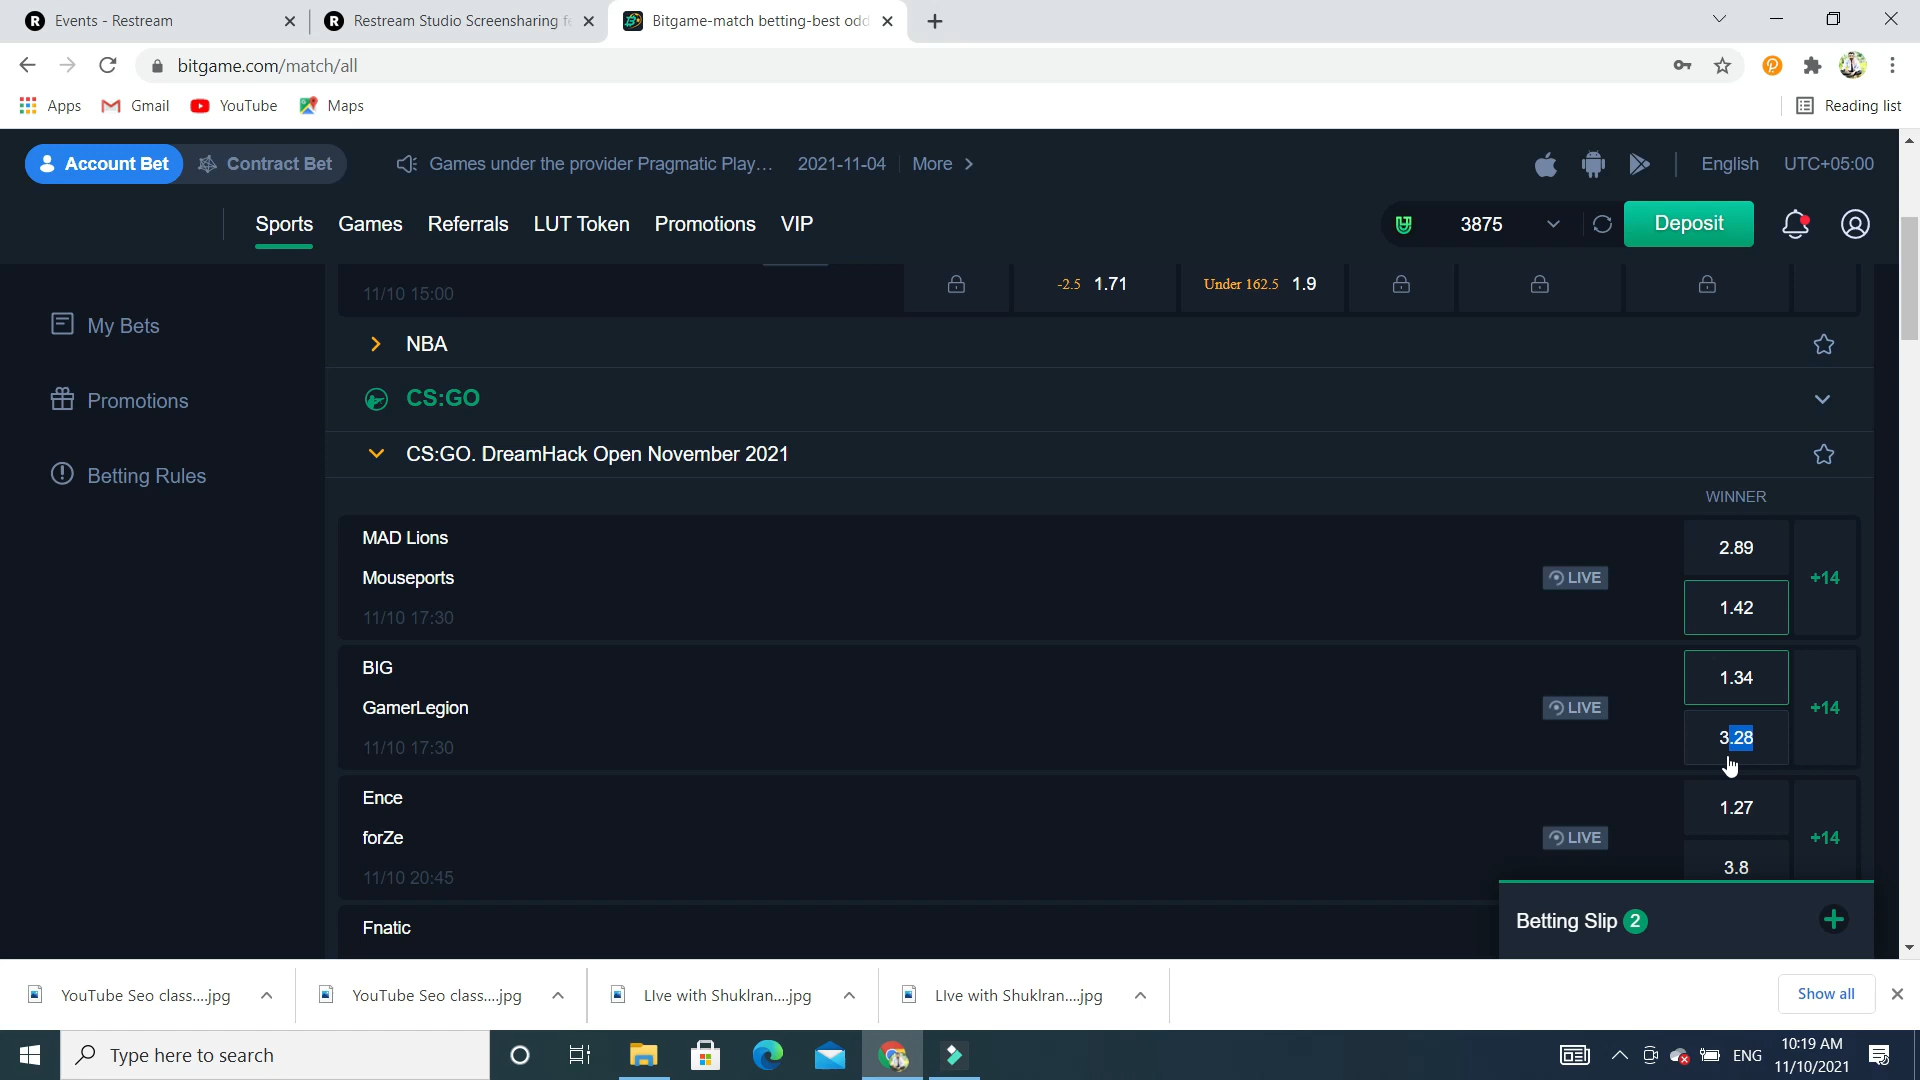 Events - Restream
Restream Studio Screensharing f
Bitgame-match betting-best odd
bitgame.com/match/all
Apps
Gmail
YouTube
Maps
Reading list
Account Bet
Contract Bet
Games under the provider Pragmatic Play...
2021-11-04
More
English
UTC+05:00
Sports
Games
Referrals
LUT Token
Promotions
VIP
3875
Deposit
11/10 15:00
-2.5 1.71
Under 162.5 1.9
My Bets
Promotions
Betting Rules
NBA
CS:GO
CS:GO. DreamHack Open November 2021
WINNER
MAD Lions
2.89
Mouseports
LIVE
+14
1.42
11/10 17:30
BIG
1.34
GamerLegion
LIVE
+14
3.28
11/10 17:30
Ence
1.27
forZe
LIVE
+14
3.8
11/10 20:45
Fnatic
Betting Slip 2
YouTube Seo class....jpg
YouTube Seo class....jpg
LIve with Shuklran....jpg
LIve with Shuklran....jpg
Show all
Type here to search
ENG
10:19 AM
11/10/2021